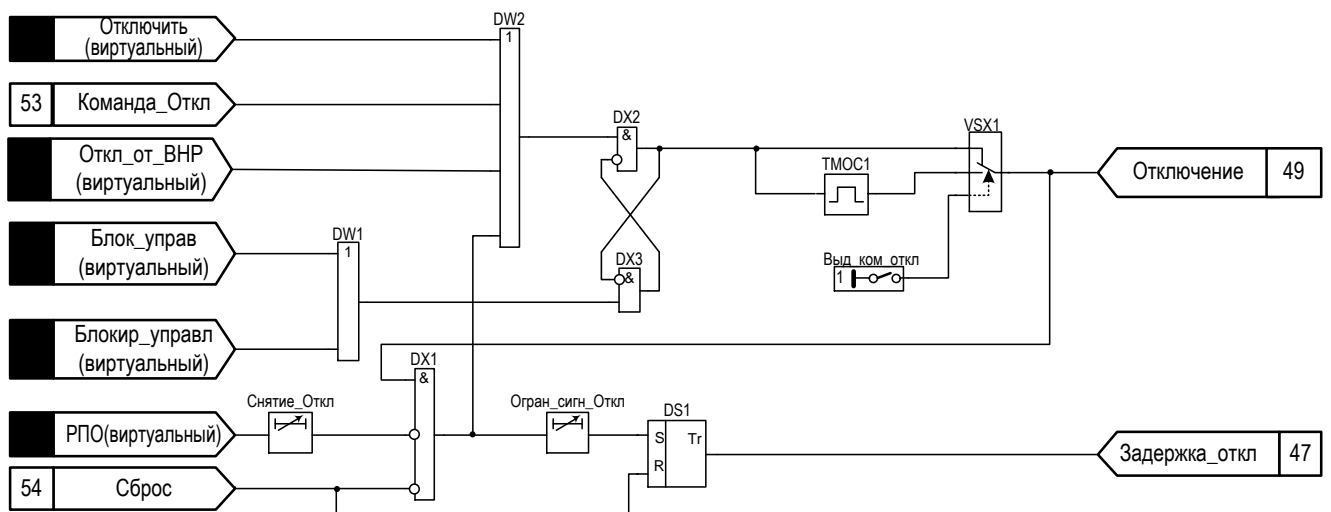 Отключить
(виртуальный)
DW2
1
53 Команда_Откл
DX2
&
VSX1
Откл_от_ВНР
(виртуальный)
TMOC1
Отключение 49
Блок_управ
(виртуальный)
DW1
1
DX3
&
Выд_ком_откл
1
Блокир_управл
(виртуальный)
DX1
&
Снятие_Откл
Огран_сигн_Откл
DS1
РПО(виртуальный)
S Tr
R
Задержка_откл 47
54 Сброс